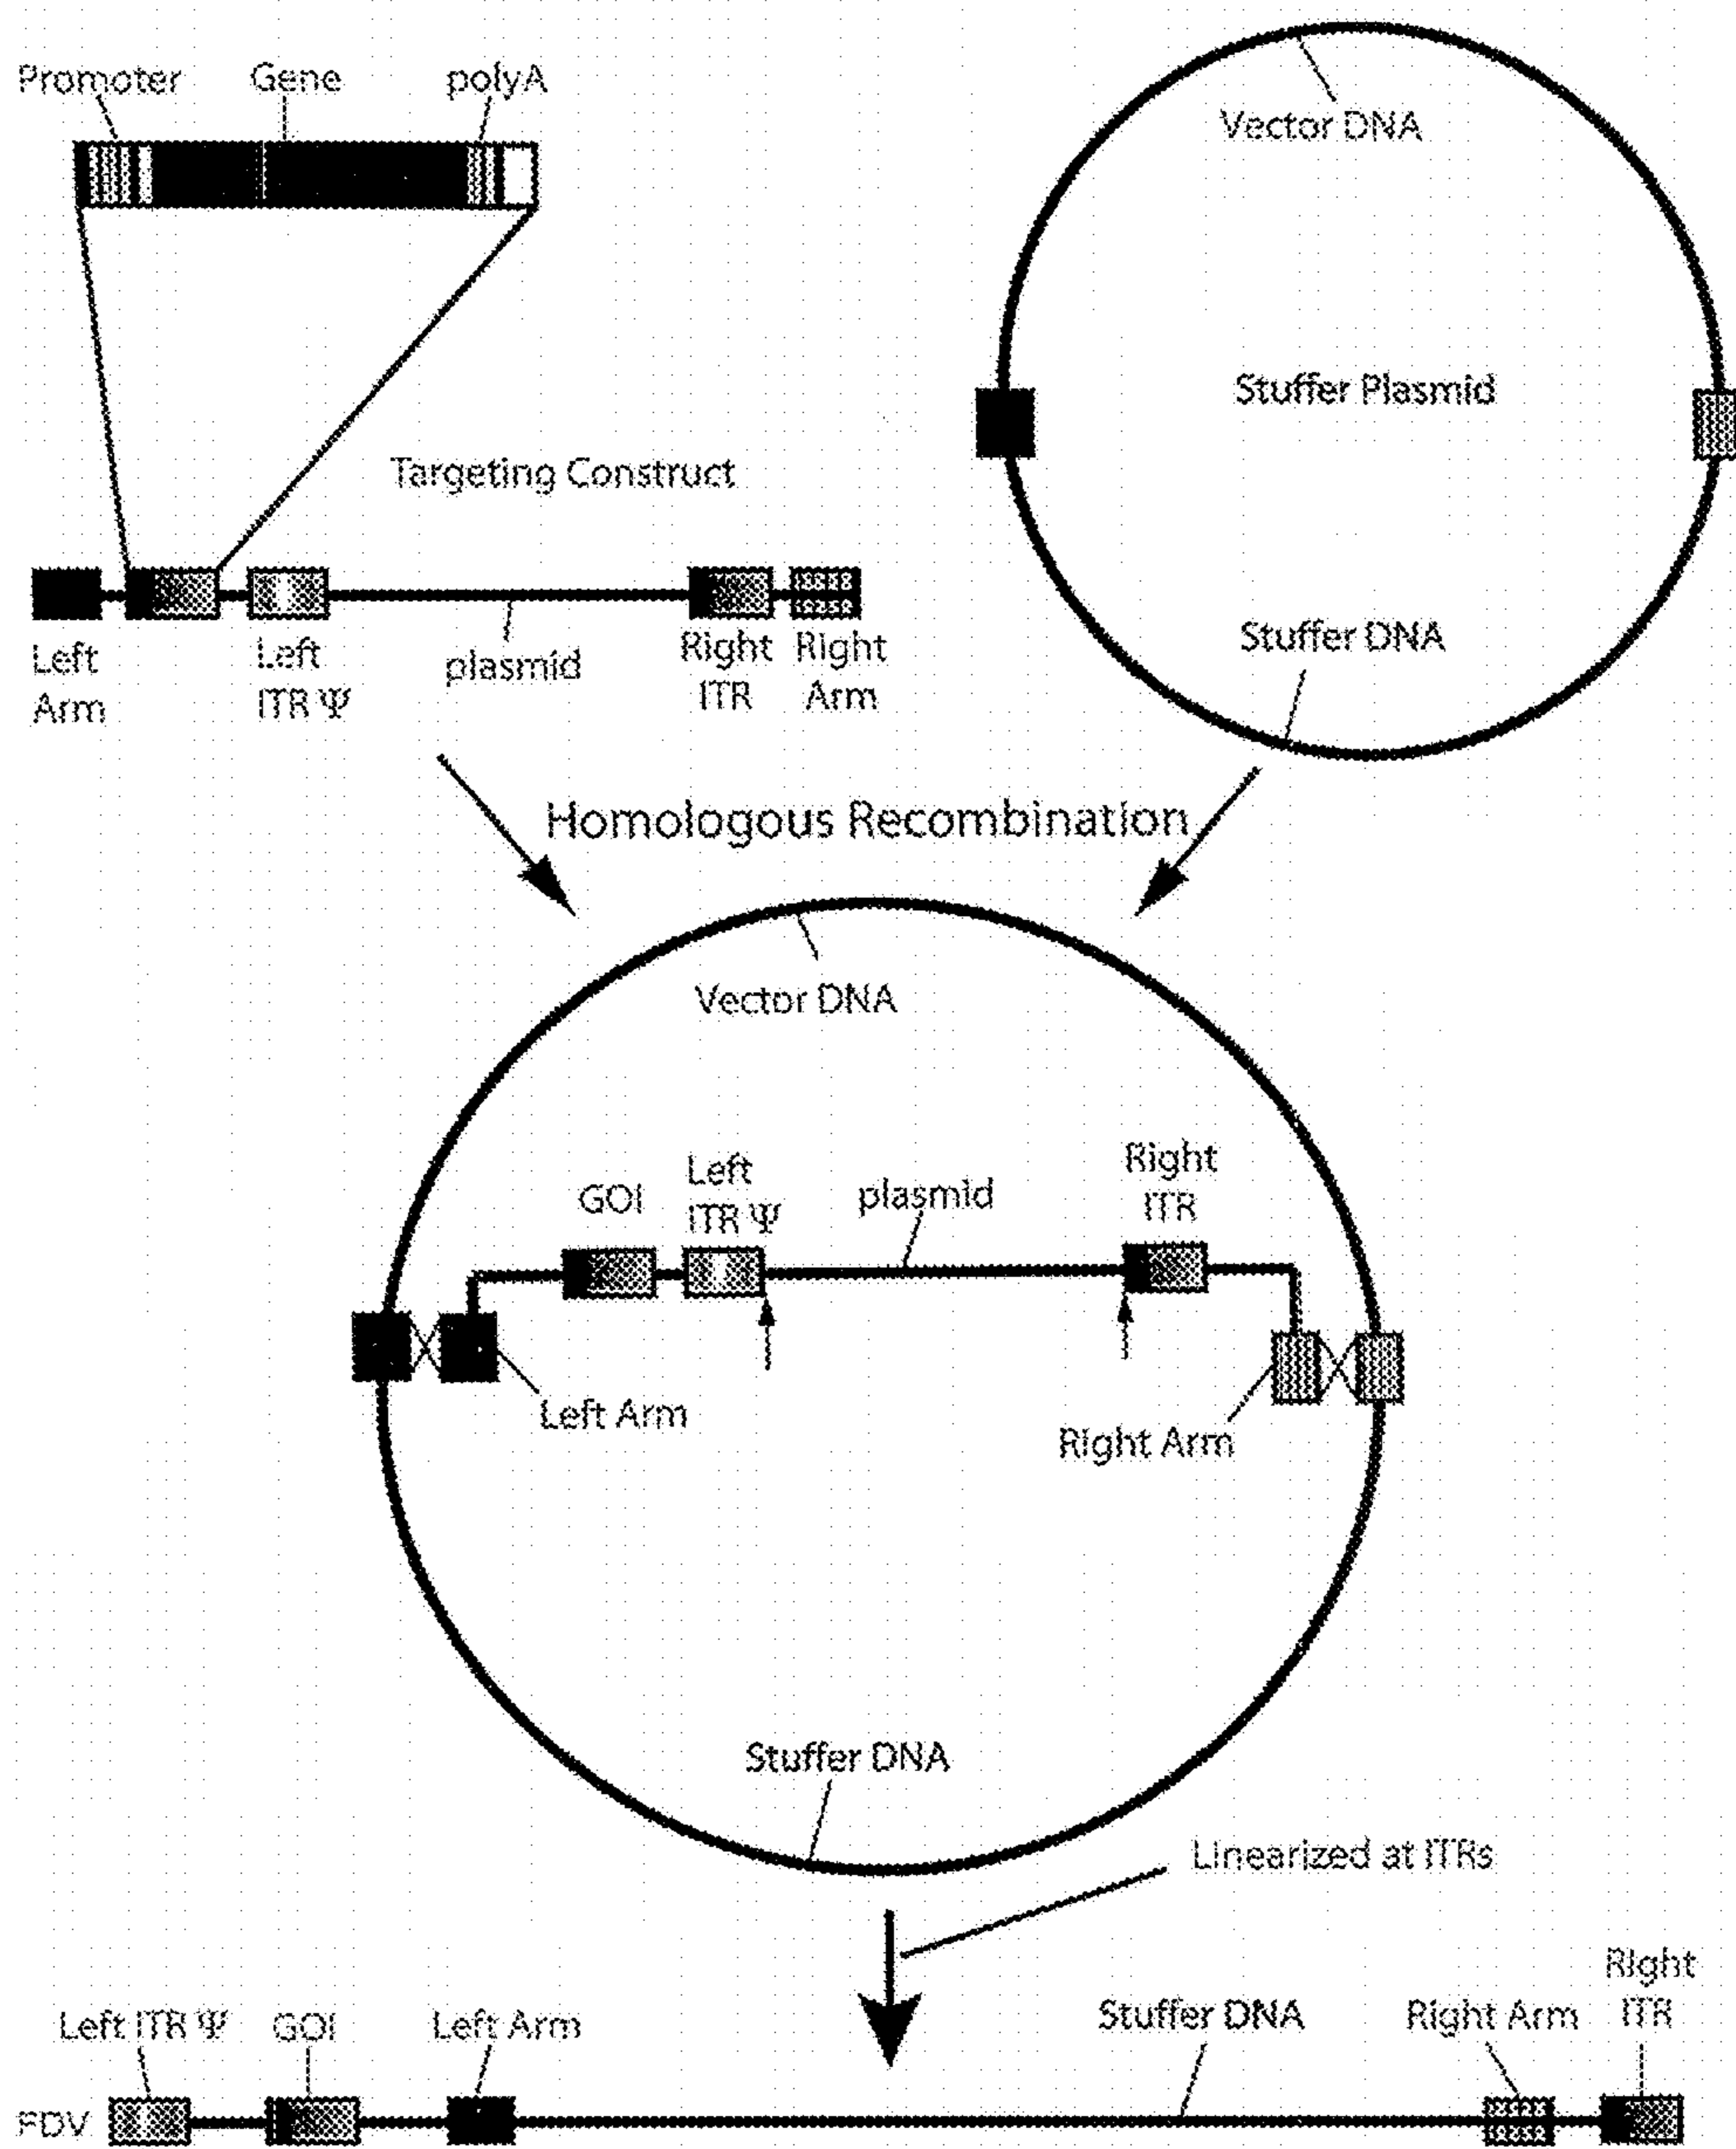 Promoter
Gene
polyA
Vector DNA
Stuffer Plasmid
Targeting Construct
Left
Arm
Left
ITR Ψ
plasmid
Right
ITR
Right
Arm
Stuffer DNA
Homologous Recombination
Vector DNA
GOI
Left
ITR Ψ
plasmid
Right
ITR
Left Arm
Right Arm
Stuffer DNA
Linearized at ITRs
Left ITR Ψ
GOI
Left Arm
Stuffer DNA
Right Arm
Right
ITR
FDV